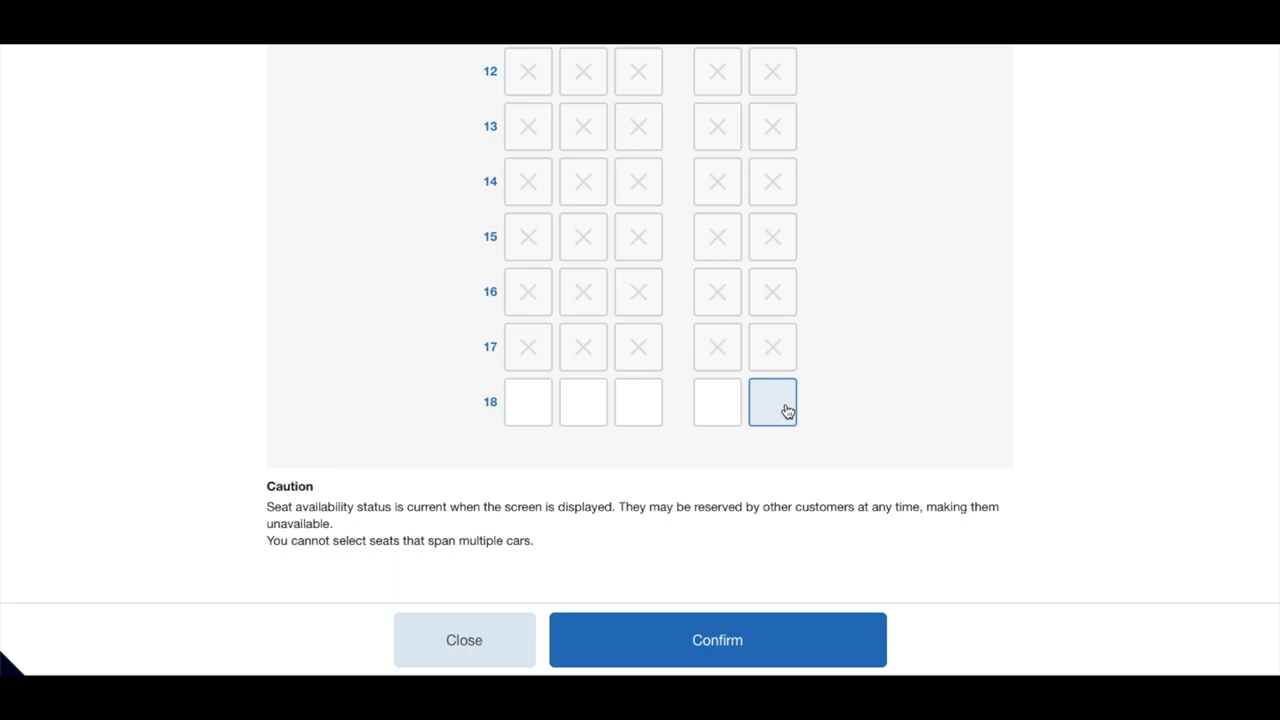 12
13
14
15
16
17
18
Caution
Seat availability status is current when the screen is displayed. They may be reserved by other customers at any time, making them
unavailable.
You cannot select seats that span multiple cars.
Close
Confirm